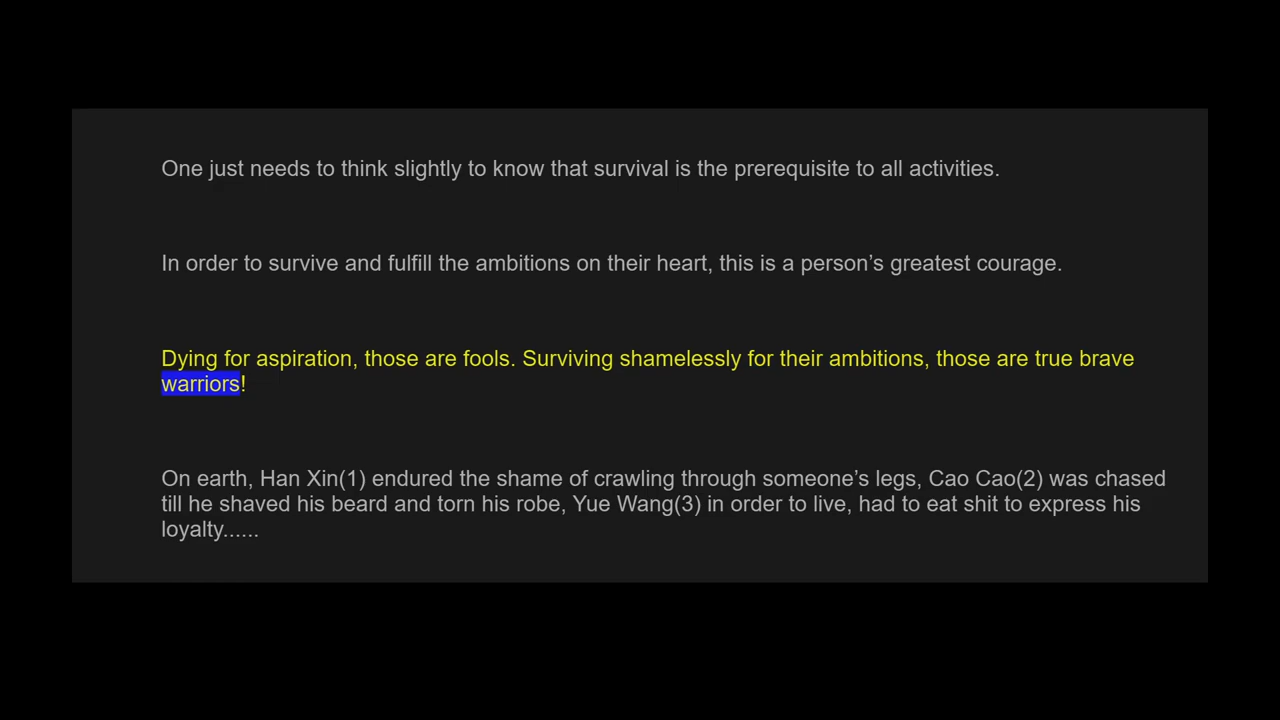 One just needs to think slightly to know that survival is the prerequisite to all activities.
In order to survive and fulfill the ambitions on their heart, this is a person’s greatest courage.
Dying for aspiration, those are fools. Surviving shamelessly for their ambitions, those are true brave
warriors!
On earth, Han Xin(1) endured the shame of crawling through someone’s legs, Cao Cao(2) was chased
till he shaved his beard and torn his robe, Yue Wang(3) in order to live, had to eat shit to express his
loyalty......